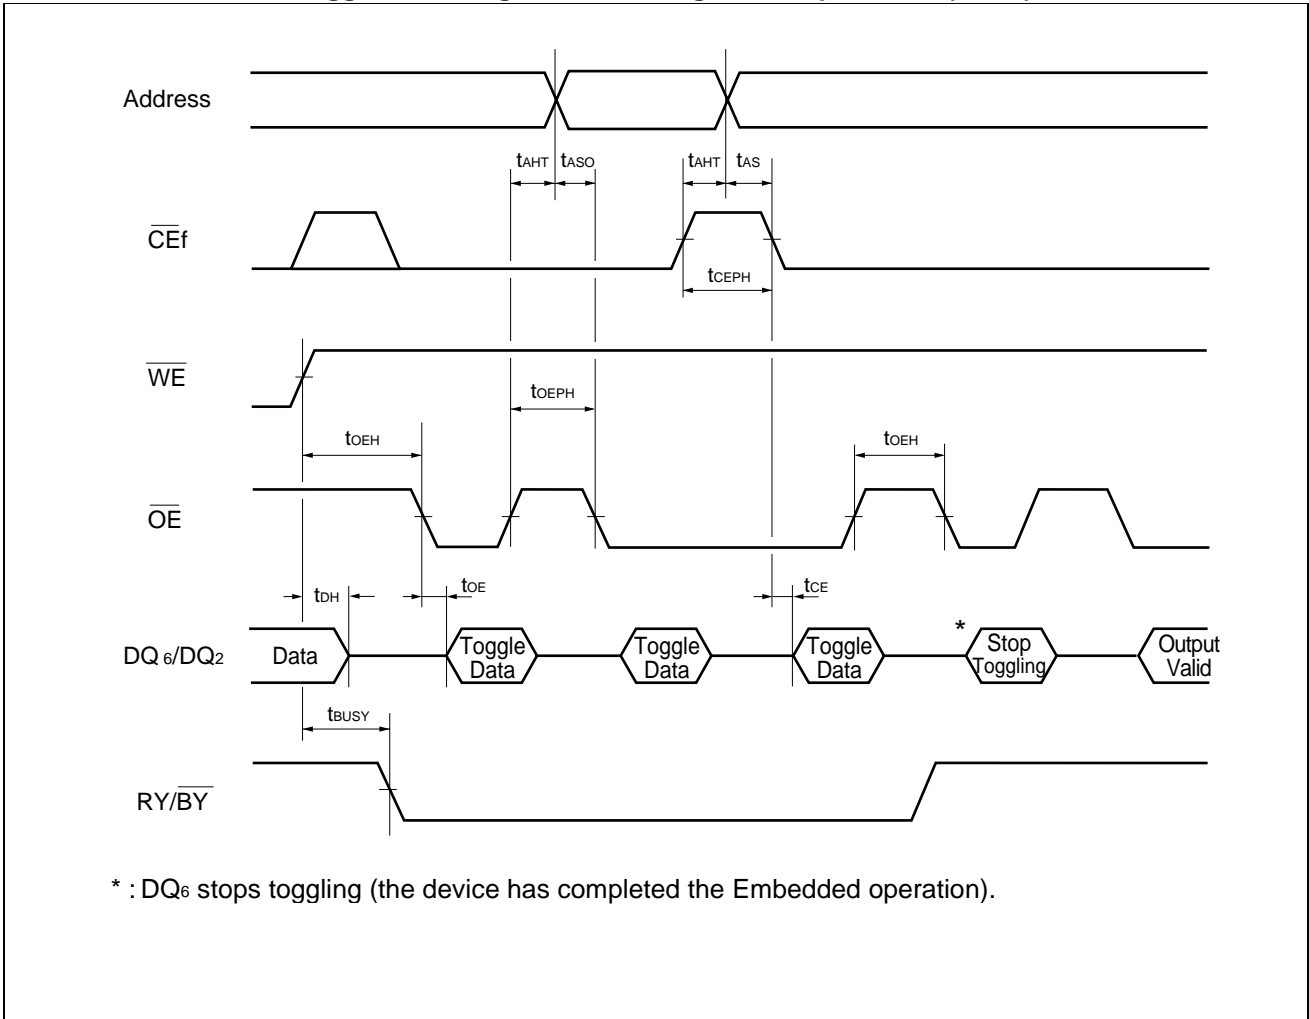 Address
tAHT tASO tAHT tAS
CEf
tCEPH
WE
tOEPH
tOEH tOEH
OE
tDH tOE tCE
DQ 6/DQ2 Data Toggle Data Toggle Data Toggle Data * Stop Toggling Output Valid
tBUSY
RY/BY
* : DQ6 stops toggling (the device has completed the Embedded operation).